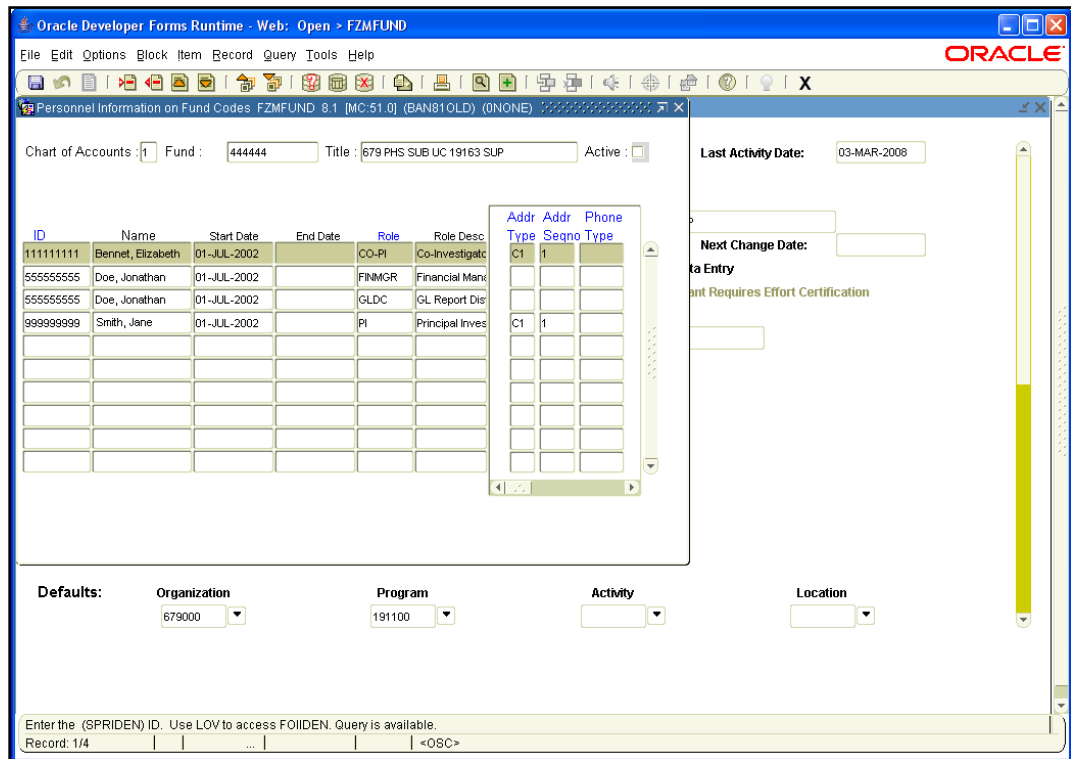 Oracle Developer Forms Runtime - Web: Open > FZMFUND
File Edit Options Block Item Record Query Tools Help
ORACLE
X
Personnel Information on Fund Codes FZMFUND 8.1 [MC:51.0] (BAN81OLD) (0NONE)
Chart of Accounts : 1 Fund : 444444 Title : 679 PHS SUB UC 19163 SUP Active :
Last Activity Date: 03-MAR-2008
Addr Addr Phone
ID Name Start Date End Date Role Role Desc Type Seqno Type
Next Change Date:
111111111 Bennet, Elizabeth 01-JUL-2002 CO-PI Co-Investigato C1 1
ta Entry
555555555 Doe, Jonathan 01-JUL-2002 FINMGR Financial Mana
ant Requires Effort Certification
555555555 Doe, Jonathan 01-JUL-2002 GLDC GL Report Dis
999999999 Smith, Jane 01-JUL-2002 PI Principal Inves C1 1
Defaults: Organization Program Activity Location
679000 191100
Enter the (SPRIDEN) ID. Use LOV to access FOIIDEN. Query is available.
Record: 1/4 ... <OSC>